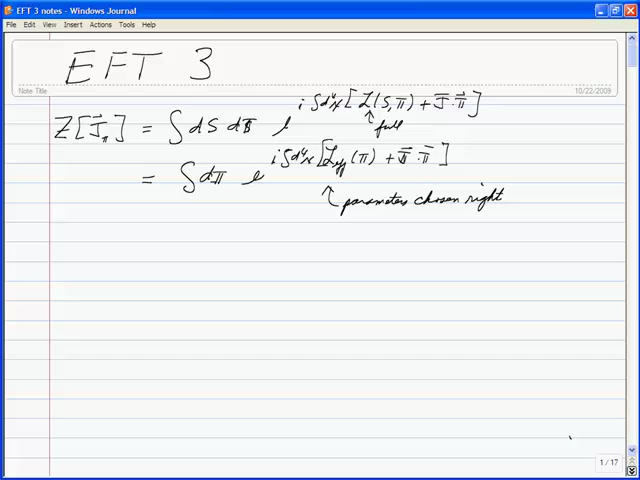 EFT 3 notes - Windows Journal
File Edit View Insert Actions Tools Help
EFT 3
Note Title 10/22/2009
Z[J⃗_π] = ∫ dS dπ⃗ e^{i∫d⁴x[ℒ(S,π⃗) + J⃗·π⃗]}
full
= ∫ dπ⃗ e^{i∫d⁴x[ℒ_eff(π) + J⃗·π⃗]}
parameters chosen right
1 / 17